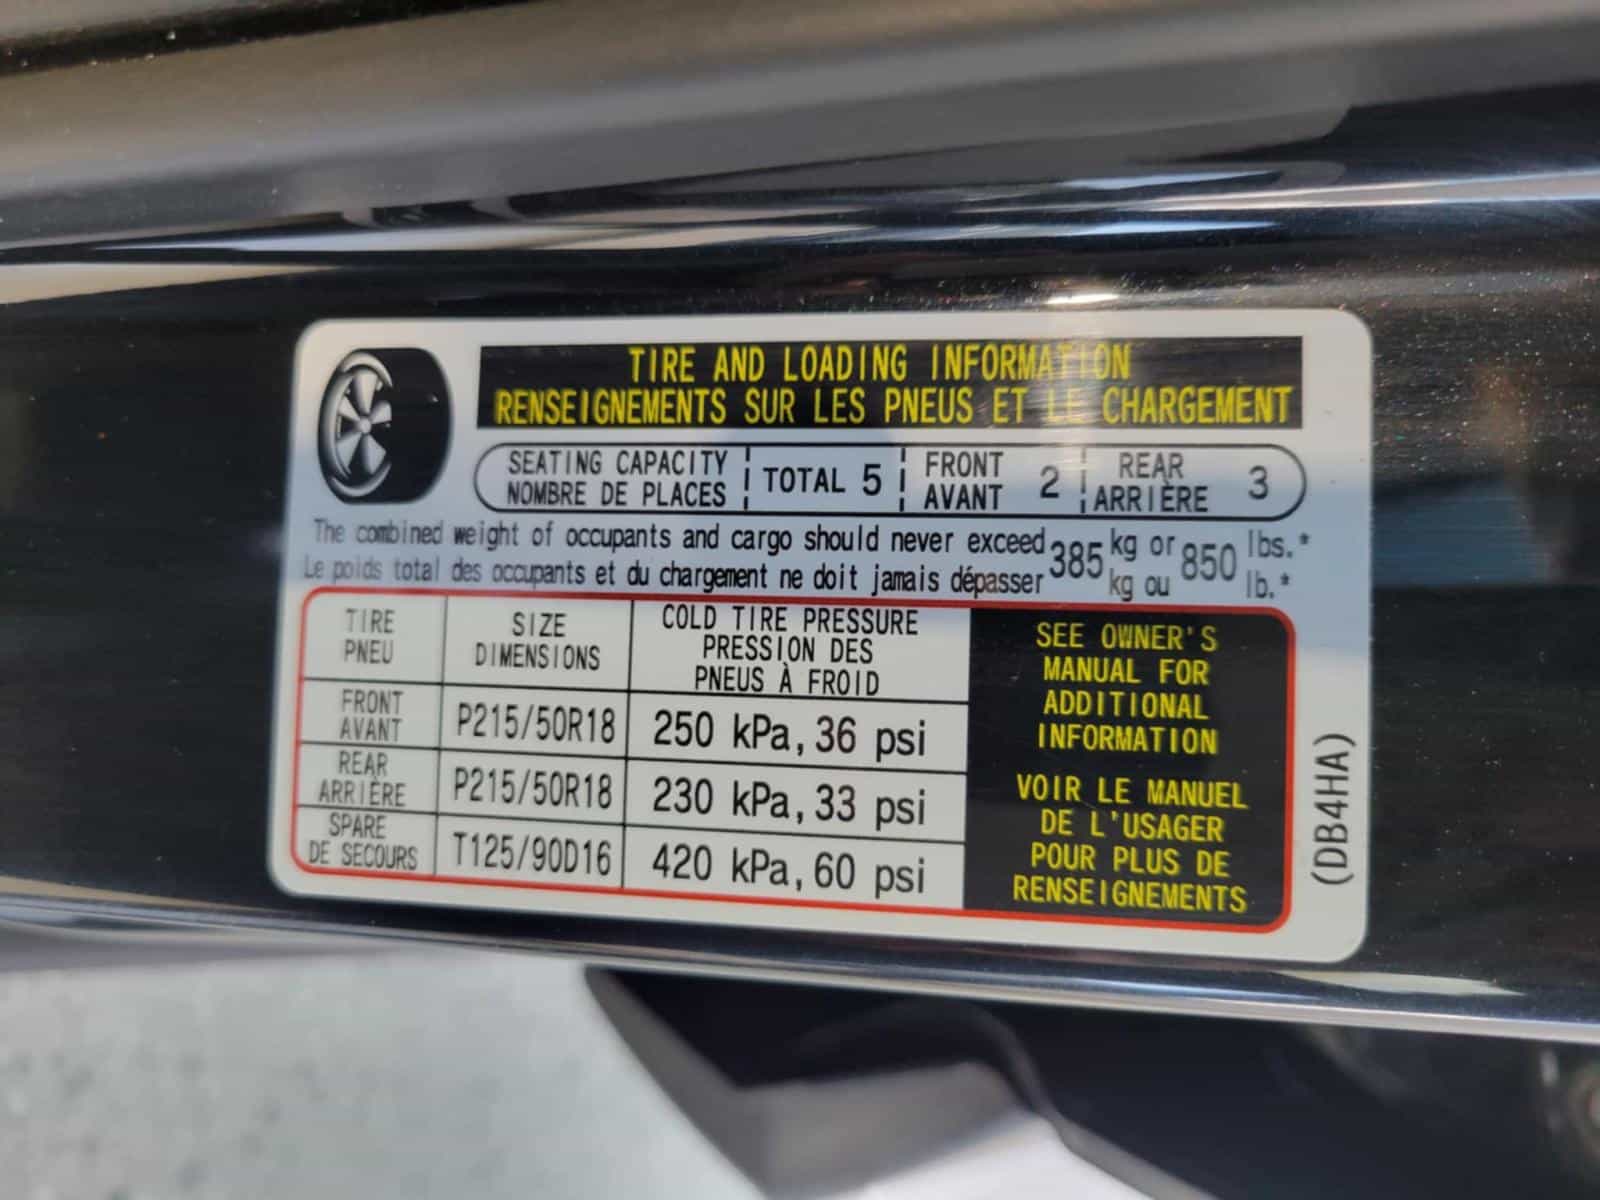 TIRE AND LOADING INFORMATION
RENSEIGNEMENTS SUR LES PNEUS ET LE CHARGEMENT
SEATING CAPACITY
NOMBRE DE PLACES
TOTAL 5
FRONT
AVANT
2
REAR
ARRIÈRE
3
The combined weight of occupants and cargo should never exceed
Le poids total des occupants et du chargement ne doit jamais dépasser
385
kg or
kg ou
850
lbs.*
lb.*
TIRE
PNEU
SIZE
DIMENSIONS
COLD TIRE PRESSURE
PRESSION DES
PNEUS À FROID
FRONT
AVANT
P215/50R18
250 kPa, 36 psi
REAR
ARRIÈRE
P215/50R18
230 kPa, 33 psi
SPARE
DE SECOURS
T125/90D16
420 kPa, 60 psi
SEE OWNER'S
MANUAL FOR
ADDITIONAL
INFORMATION
VOIR LE MANUEL
DE L'USAGER
POUR PLUS DE
RENSEIGNEMENTS
(DB4HA)